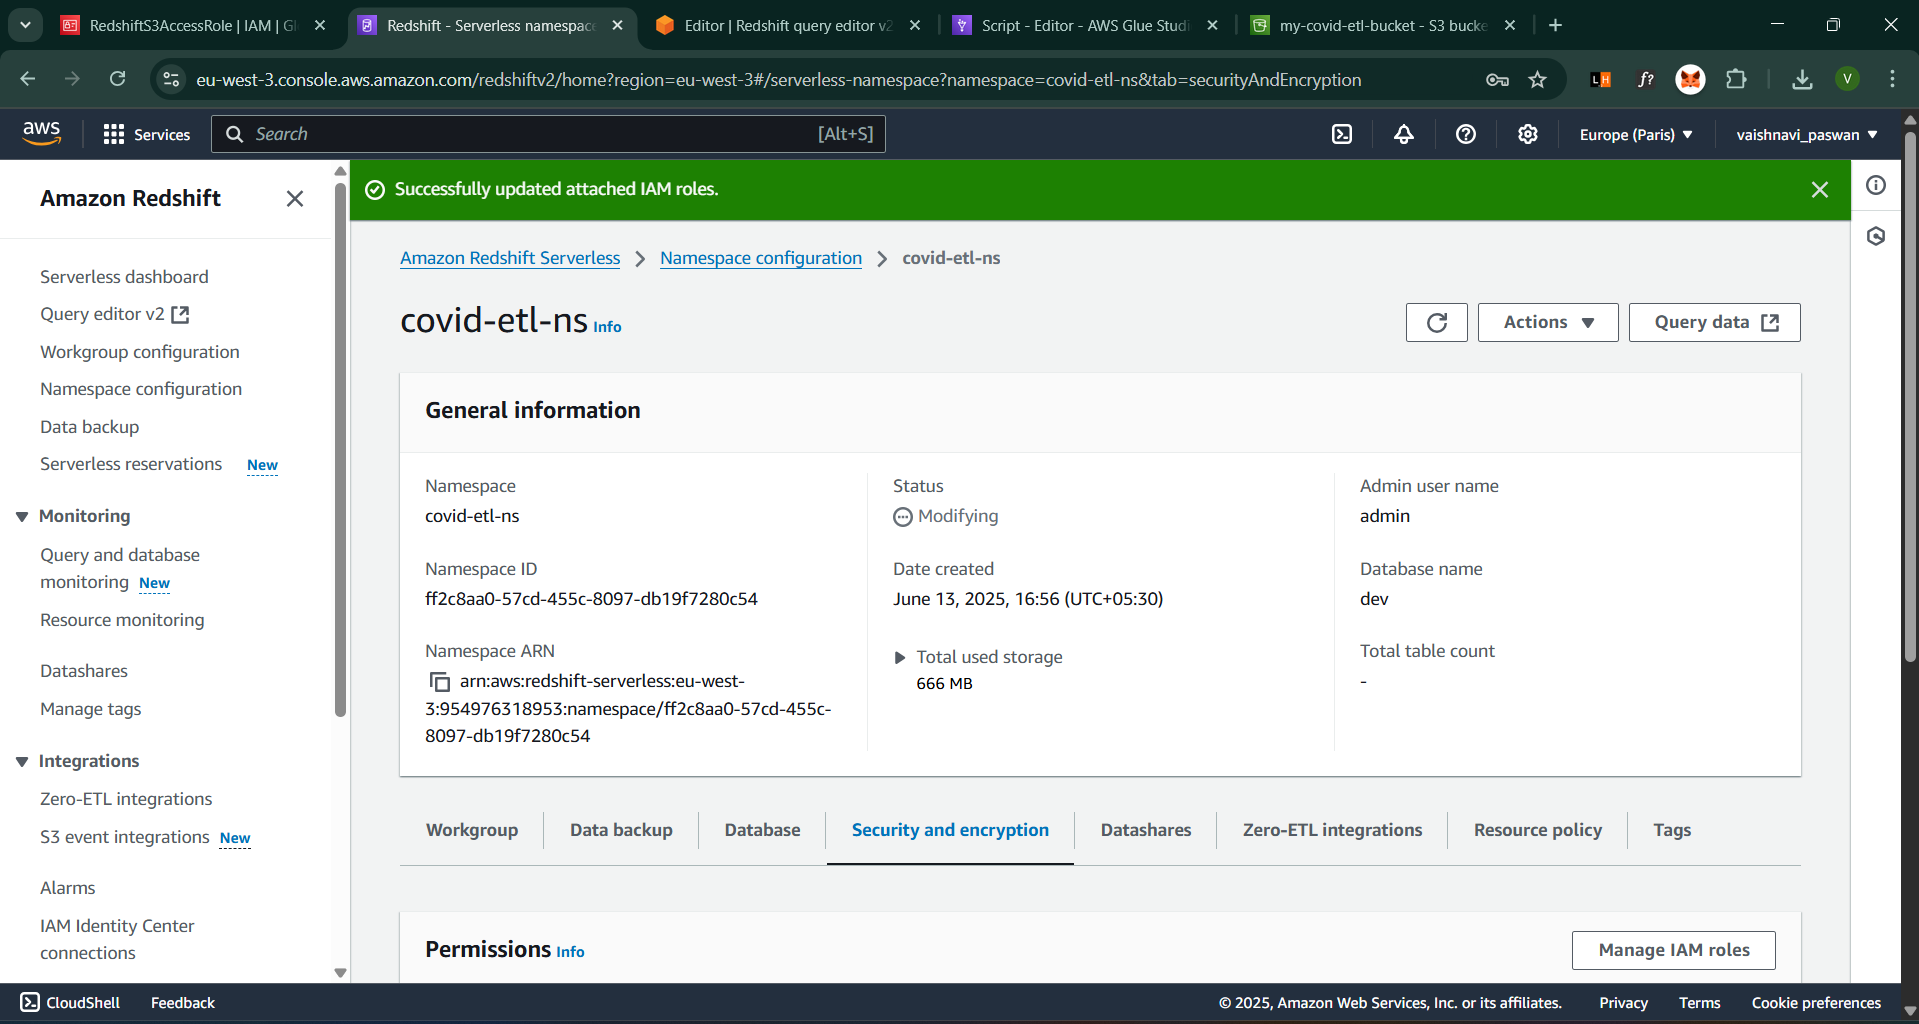 RedshiftS3AccessRole | IAM | Gl
Redshift - Serverless namespace
Editor | Redshift query editor v2
Script - Editor - AWS Glue Studi
my-covid-etl-bucket - S3 bucke
eu-west-3.console.aws.amazon.com/redshiftv2/home?region=eu-west-3#/serverless-namespace?namespace=covid-etl-ns&tab=securityAndEncryption
LH
f?
V
aws
Services
Search
[Alt+S]
Europe (Paris)
vaishnavi_paswan
Amazon Redshift
Serverless dashboard
Query editor v2
Workgroup configuration
Namespace configuration
Data backup
Serverless reservations New
Monitoring
Query and database
monitoring New
Resource monitoring
Datashares
Manage tags
Integrations
Zero-ETL integrations
S3 event integrations New
Alarms
IAM Identity Center
connections
Successfully updated attached IAM roles.
Amazon Redshift Serverless
Namespace configuration
covid-etl-ns
covid-etl-ns Info
Actions
Query data
General information
Namespace
covid-etl-ns
Namespace ID
ff2c8aa0-57cd-455c-8097-db19f7280c54
Namespace ARN
arn:aws:redshift-serverless:eu-west-
3:954976318953:namespace/ff2c8aa0-57cd-455c-
8097-db19f7280c54
Status
Modifying
Date created
June 13, 2025, 16:56 (UTC+05:30)
Total used storage
666 MB
Admin user name
admin
Database name
dev
Total table count
-
Workgroup
Data backup
Database
Security and encryption
Datashares
Zero-ETL integrations
Resource policy
Tags
Permissions Info
Manage IAM roles
CloudShell
Feedback
© 2025, Amazon Web Services, Inc. or its affiliates.
Privacy
Terms
Cookie preferences